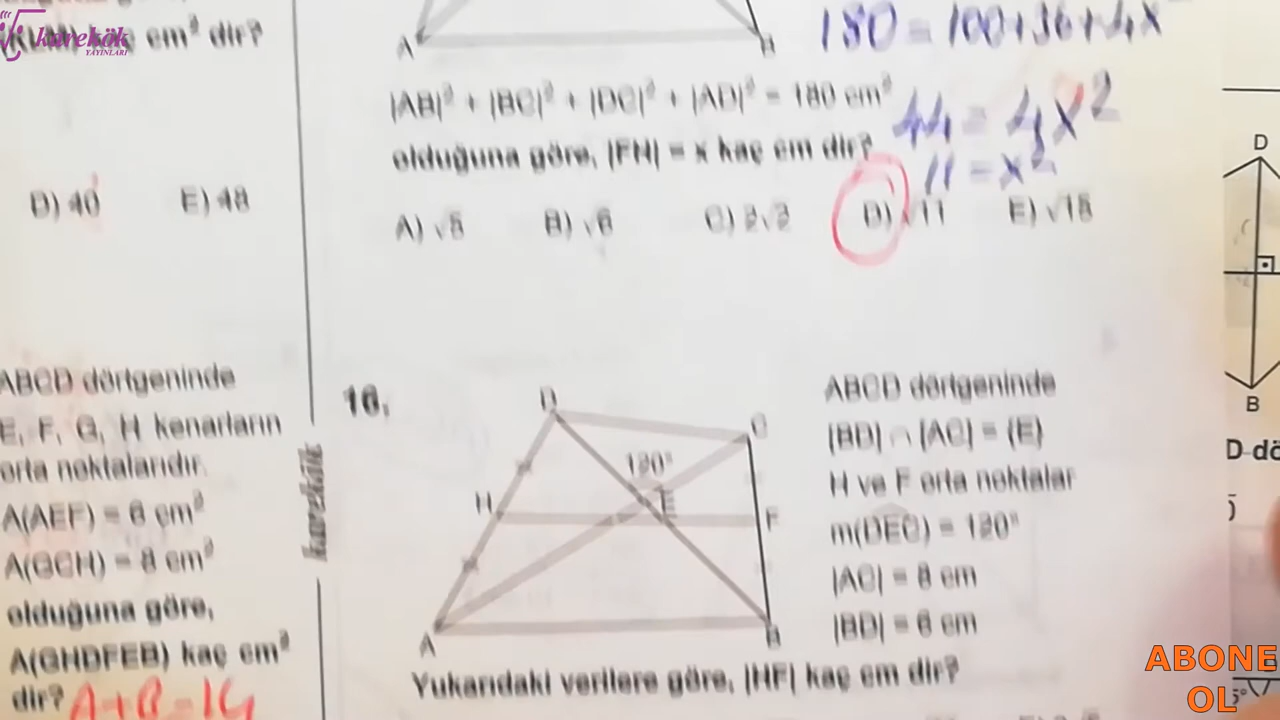 karekök
YAYINLARI
cm² dir?
D) 40 E) 48
ABCD dörtgeninde
E, F, G, H kenarların
orta noktalarıdır.
A(AEF) = 6 cm²
A(GCH) = 8 cm²
olduğuna göre,
A(GHDFEB) kaç cm²
dir?
A+B=14
karekök
A B
180 = 100+36+4x
|AB|² + |BC|² + |DC|² + |AD|² = 180 cm²
44 = 4x²
olduğuna göre, |FH| = x kaç cm dir?
11 = x²
A) √5 B) √6 C) 2√2 D) √11 E) √15
16.
D
C
120°
H E F
A B
ABCD dörtgeninde
[BD] ∩ [AC] = {E}
H ve F orta noktalar
m(DEC) = 120°
|AC| = 8 cm
|BD| = 6 cm
Yukarıdaki verilere göre, |HF| kaç cm dir?
D
B
ABONE
OL